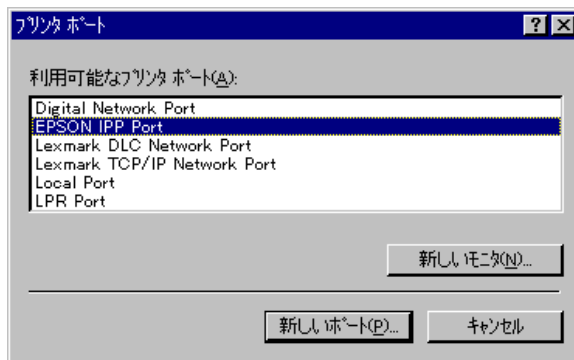 プリンタ ポート
利用可能なプリンタ ポート(A):
Digital Network Port
EPSON IPP Port
Lexmark DLC Network Port
Lexmark TCP/IP Network Port
Local Port
LPR Port
新しいモニタ(N)...
新しいポート(P)...
キャンセル